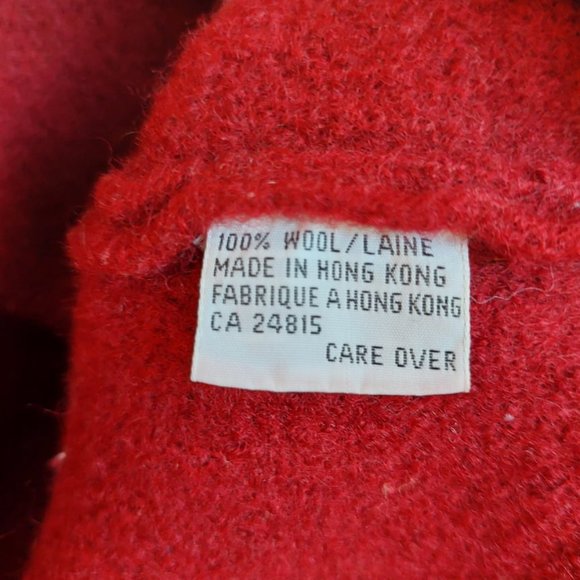 100% WOOL/LAINE
MADE IN HONG KONG
FABRIQUE A HONG KONG
CA 24815
CARE OVER